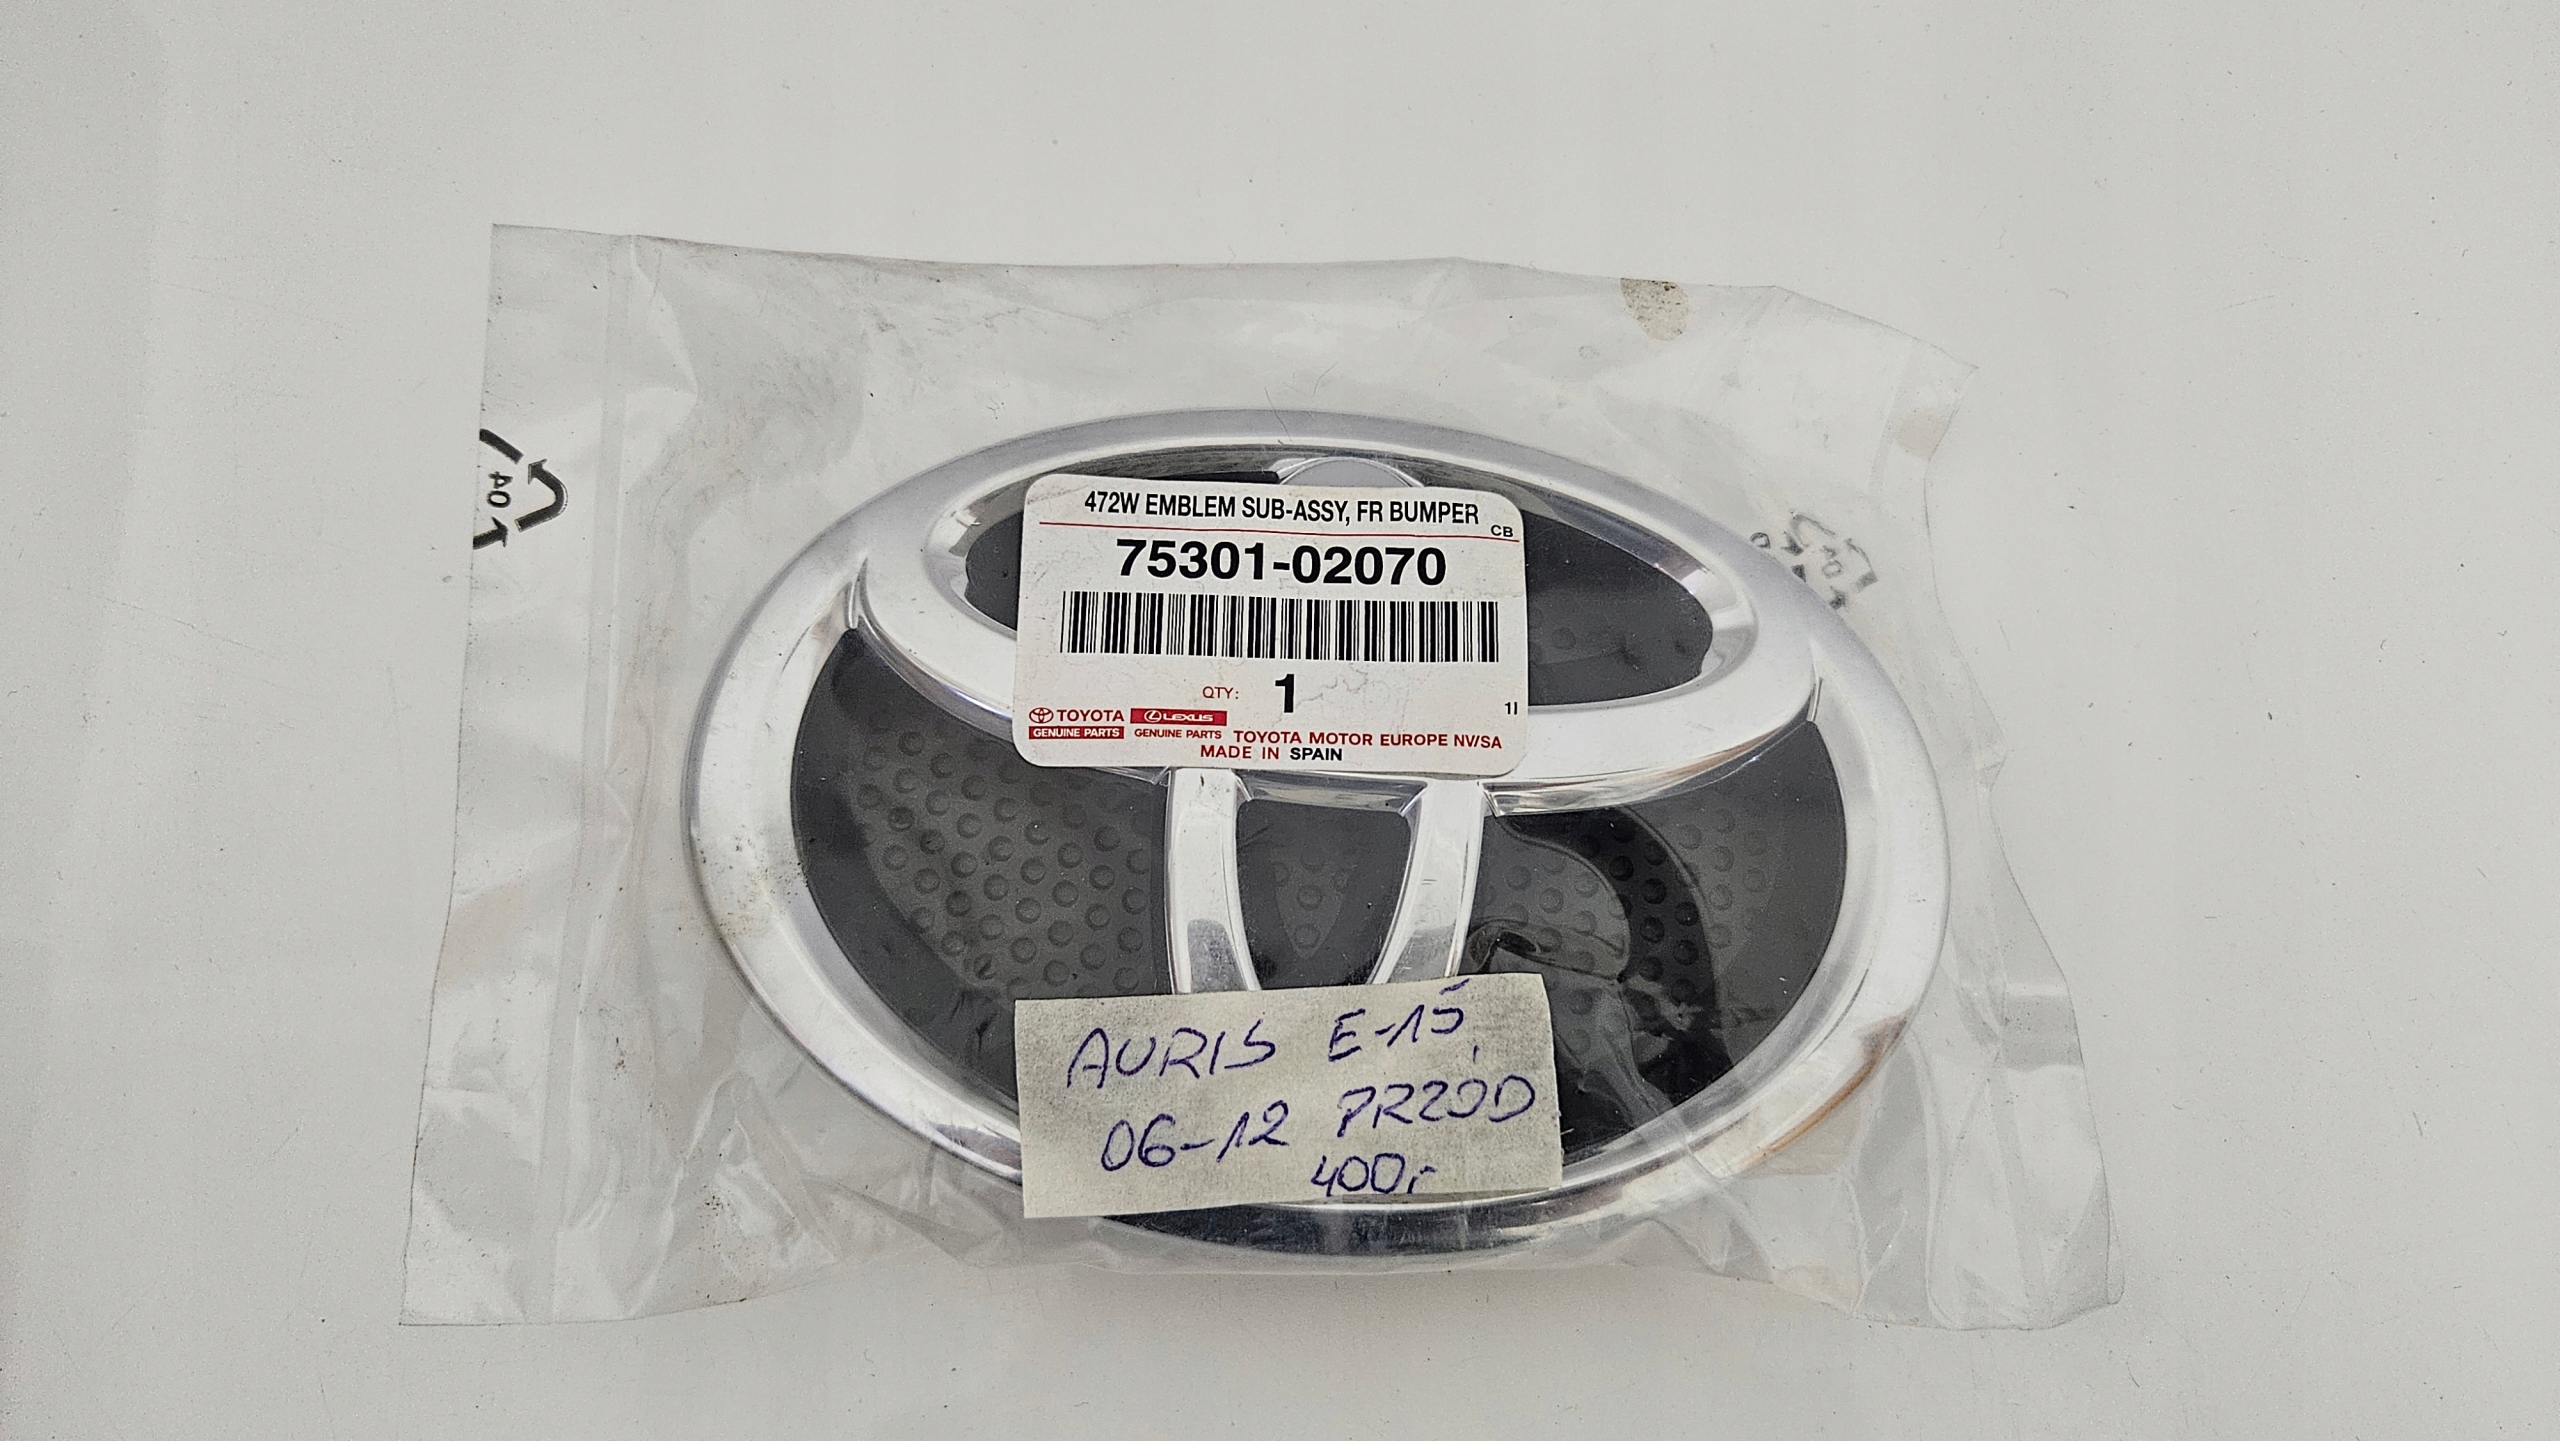 472W EMBLEM SUB-ASSY, FR BUMPER
CB
75301-02070
QTY: 1
1I
TOYOTA LEXUS
GENUINE PARTS GENUINE PARTS TOYOTA MOTOR EUROPE NV/SA
MADE IN SPAIN
04
AURIS E-15,
06-12 PRZÓD
400r